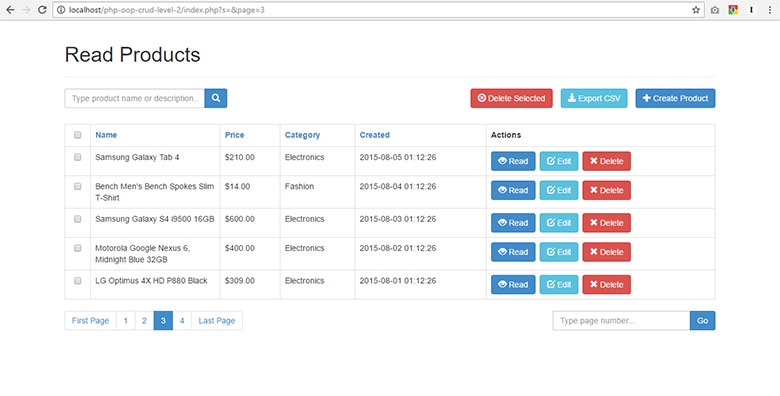 localhost/php-oop-crud-level-2/index.php?s=&page=3
Read Products
Type product name or description...
Delete Selected
Export CSV
Create Product
Name Price Category Created Actions
Samsung Galaxy Tab 4 $210.00 Electronics 2015-08-05 01:12:26 Read Edit Delete
Bench Men's Bench Spokes Slim $14.00 Fashion 2015-08-04 01:12:26 Read Edit Delete
T-Shirt
Samsung Galaxy S4 I9500 16GB $600.00 Electronics 2015-08-03 01:12:26 Read Edit Delete
Motorola Google Nexus 6, $400.00 Electronics 2015-08-02 01:12:26 Read Edit Delete
Midnight Blue 32GB
LG Optimus 4X HD P880 Black $309.00 Electronics 2015-08-01 01:12:26 Read Edit Delete
First Page 1 2 3 4 Last Page
Type page number...
Go